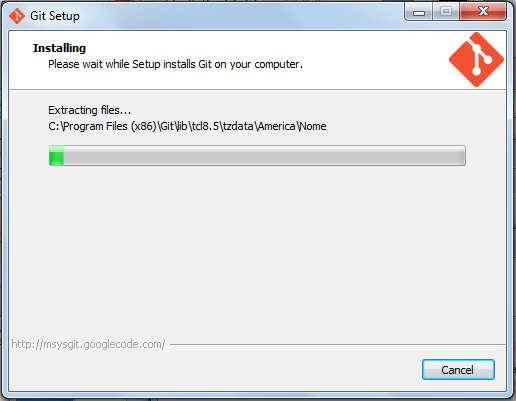 Git Setup
Installing
Please wait while Setup installs Git on your computer.
Extracting files...
C:\Program Files (x86)\Git\lib\tcl8.5\tzdata\America\Nome
http://msysgit.googlecode.com/
Cancel